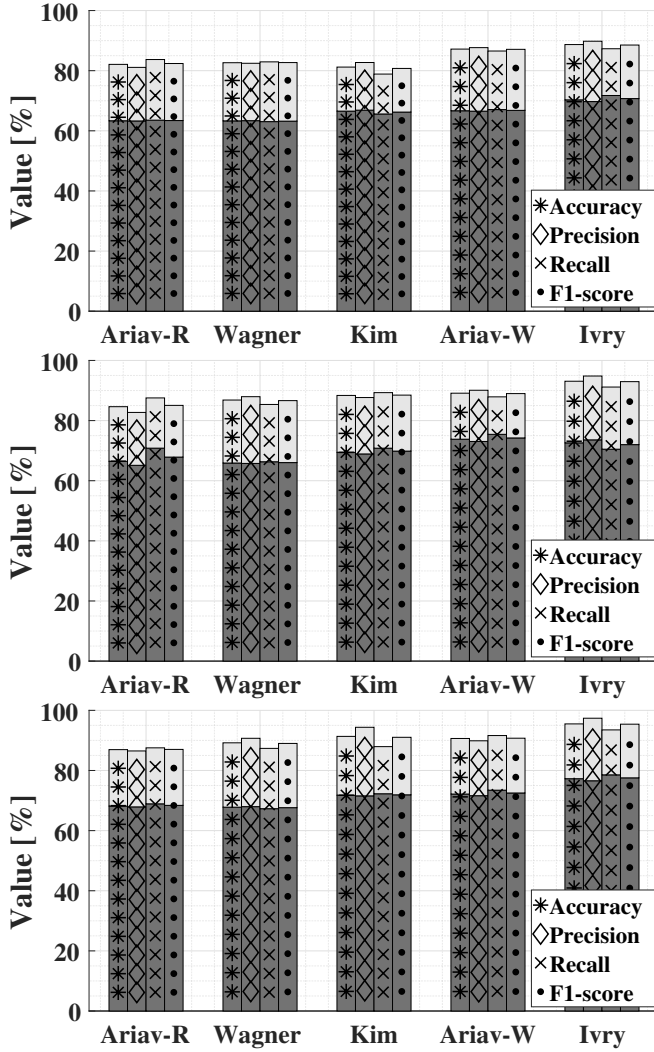 Value [%]
100
80
60
40
20
0
Accuracy
Precision
Recall
F1-score
Ariav-R Wagner Kim Ariav-W Ivry
Value [%]
100
80
60
40
20
0
Accuracy
Precision
Recall
F1-score
Ariav-R Wagner Kim Ariav-W Ivry
Value [%]
100
80
60
40
20
0
Accuracy
Precision
Recall
F1-score
Ariav-R Wagner Kim Ariav-W Ivry